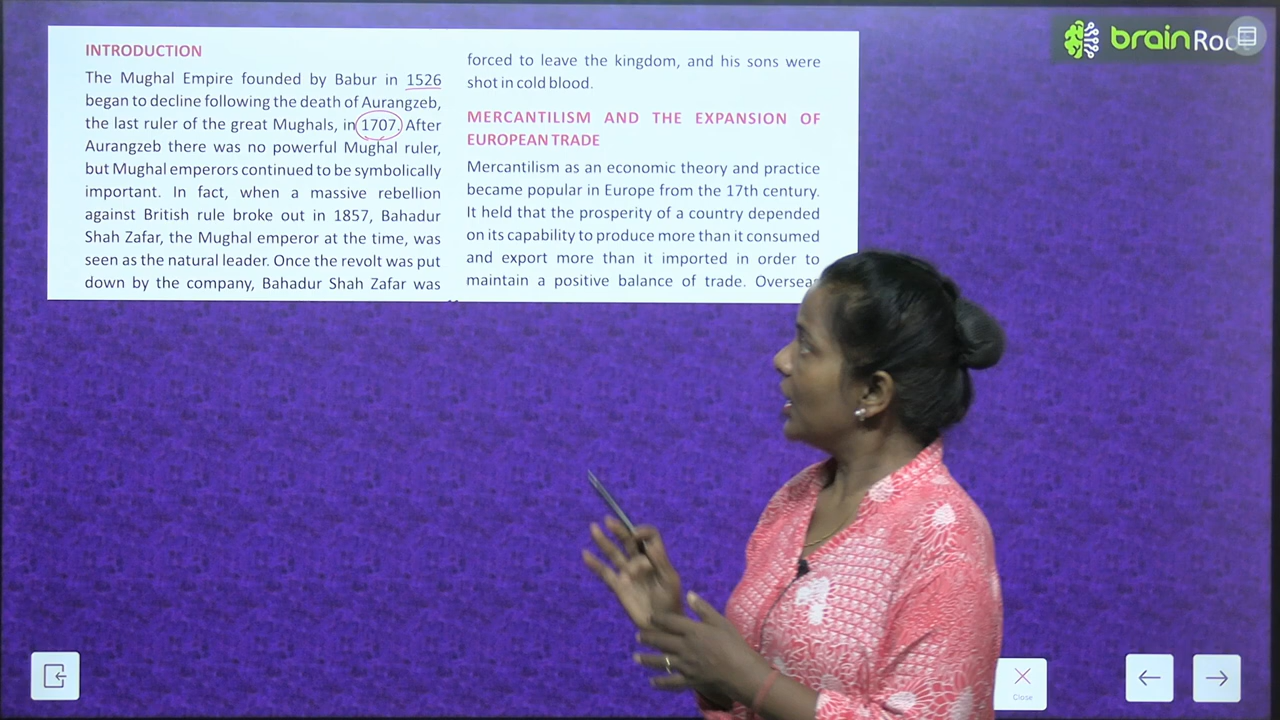 INTRODUCTION
The Mughal Empire founded by Babur in 1526
began to decline following the death of Aurangzeb,
the last ruler of the great Mughals, in 1707. After
Aurangzeb there was no powerful Mughal ruler,
but Mughal emperors continued to be symbolically
important. In fact, when a massive rebellion
against British rule broke out in 1857, Bahadur
Shah Zafar, the Mughal emperor at the time, was
seen as the natural leader. Once the revolt was put
down by the company, Bahadur Shah Zafar was
forced to leave the kingdom, and his sons were
shot in cold blood.
MERCANTILISM AND THE EXPANSION OF
EUROPEAN TRADE
Mercantilism as an economic theory and practice
became popular in Europe from the 17th century.
It held that the prosperity of a country depended
on its capability to produce more than it consumed
and export more than it imported in order to
maintain a positive balance of trade. Overseas
brain Root
Close